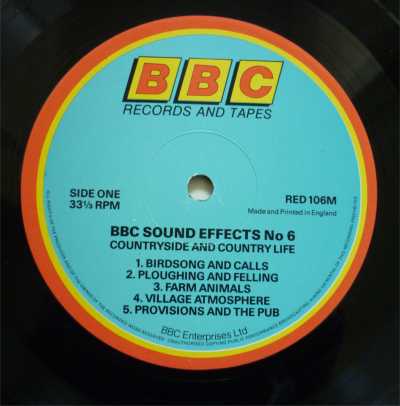 BBC
RECORDS AND TAPES
SIDE ONE
33⅓ RPM
RED 106M
Made and Printed in England
BBC SOUND EFFECTS No 6
COUNTRYSIDE AND COUNTRY LIFE
1. BIRDSONG AND CALLS
2. PLOUGHING AND FELLING
3. FARM ANIMALS
4. VILLAGE ATMOSPHERE
5. PROVISIONS AND THE PUB
BBC Enterprises Ltd